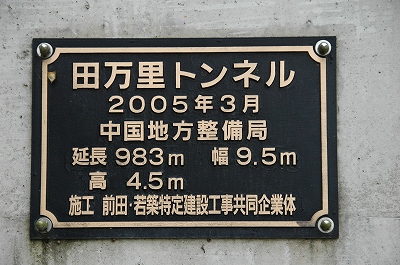 田万里トンネル
2005年3月
中国地方整備局
延長 983m 幅 9.5m
高 4.5m
施工 前田・若築特定建設工事共同企業体